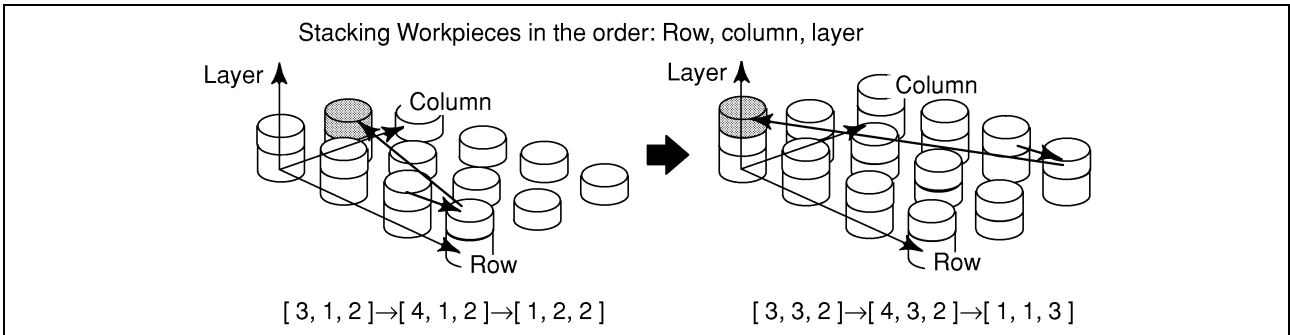 Stacking Workpieces in the order: Row, column, layer
Layer
Column
Row
[ 3, 1, 2 ]→[ 4, 1, 2 ]→[ 1, 2, 2 ]
Layer
Column
Row
[ 3, 3, 2 ]→[ 4, 3, 2 ]→[ 1, 1, 3 ]